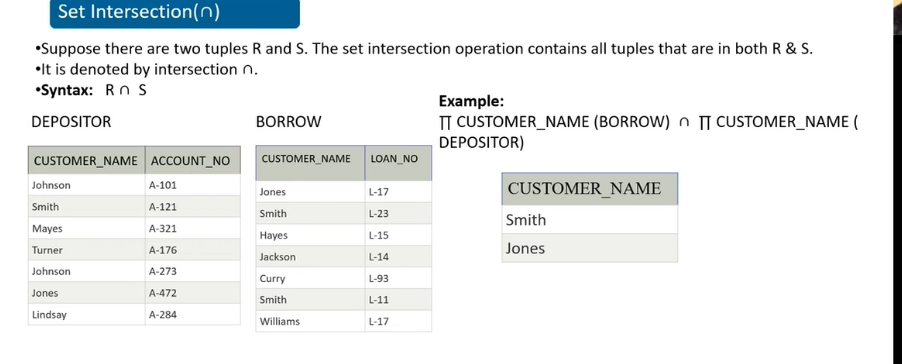 Set Intersection(∩)
•Suppose there are two tuples R and S. The set intersection operation contains all tuples that are in both R & S.
•It is denoted by intersection ∩.
•Syntax: R ∩ S
DEPOSITOR
CUSTOMER_NAME ACCOUNT_NO
Johnson A-101
Smith A-121
Mayes A-321
Turner A-176
Johnson A-273
Jones A-472
Lindsay A-284
BORROW
CUSTOMER_NAME LOAN_NO
Jones L-17
Smith L-23
Hayes L-15
Jackson L-14
Curry L-93
Smith L-11
Williams L-17
Example:
∏ CUSTOMER_NAME (BORROW) ∩ ∏ CUSTOMER_NAME (
DEPOSITOR)
CUSTOMER_NAME
Smith
Jones